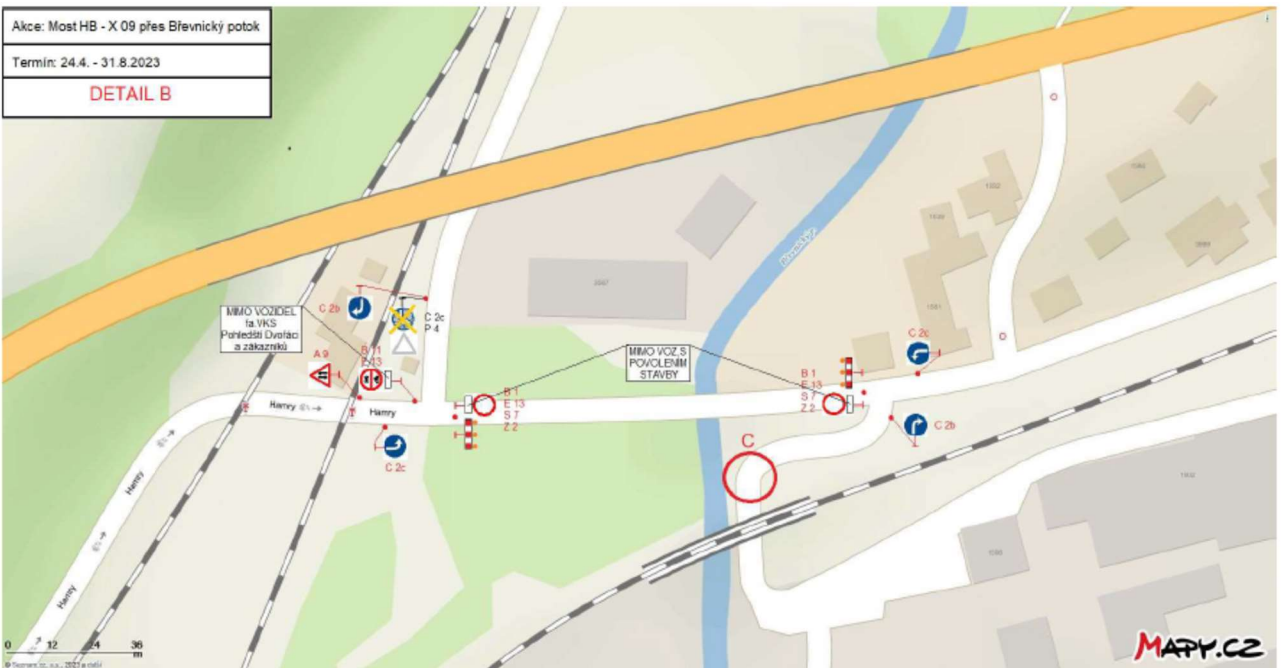 Akce: Most HB - X 09 přes Břevnický potok
Termín: 24.4. - 31.8.2023
DETAIL B
MIMO VOZIDEL
fa.VKS
Pohledští Dvořáci
a zákazníků
C 2b
C 2c
P 4
A 9
B 11
E 13
Hamry
Hamry
Hamry
Hamry
C 2c
B 1
E 13
S 7
Z 2
MIMO VOZ.S
POVOLENÍM
STAVBY
B 1
E 13
S 7
Z 2
C 2c
C 2b
C
0 12 24 36
m
MAPY.CZ